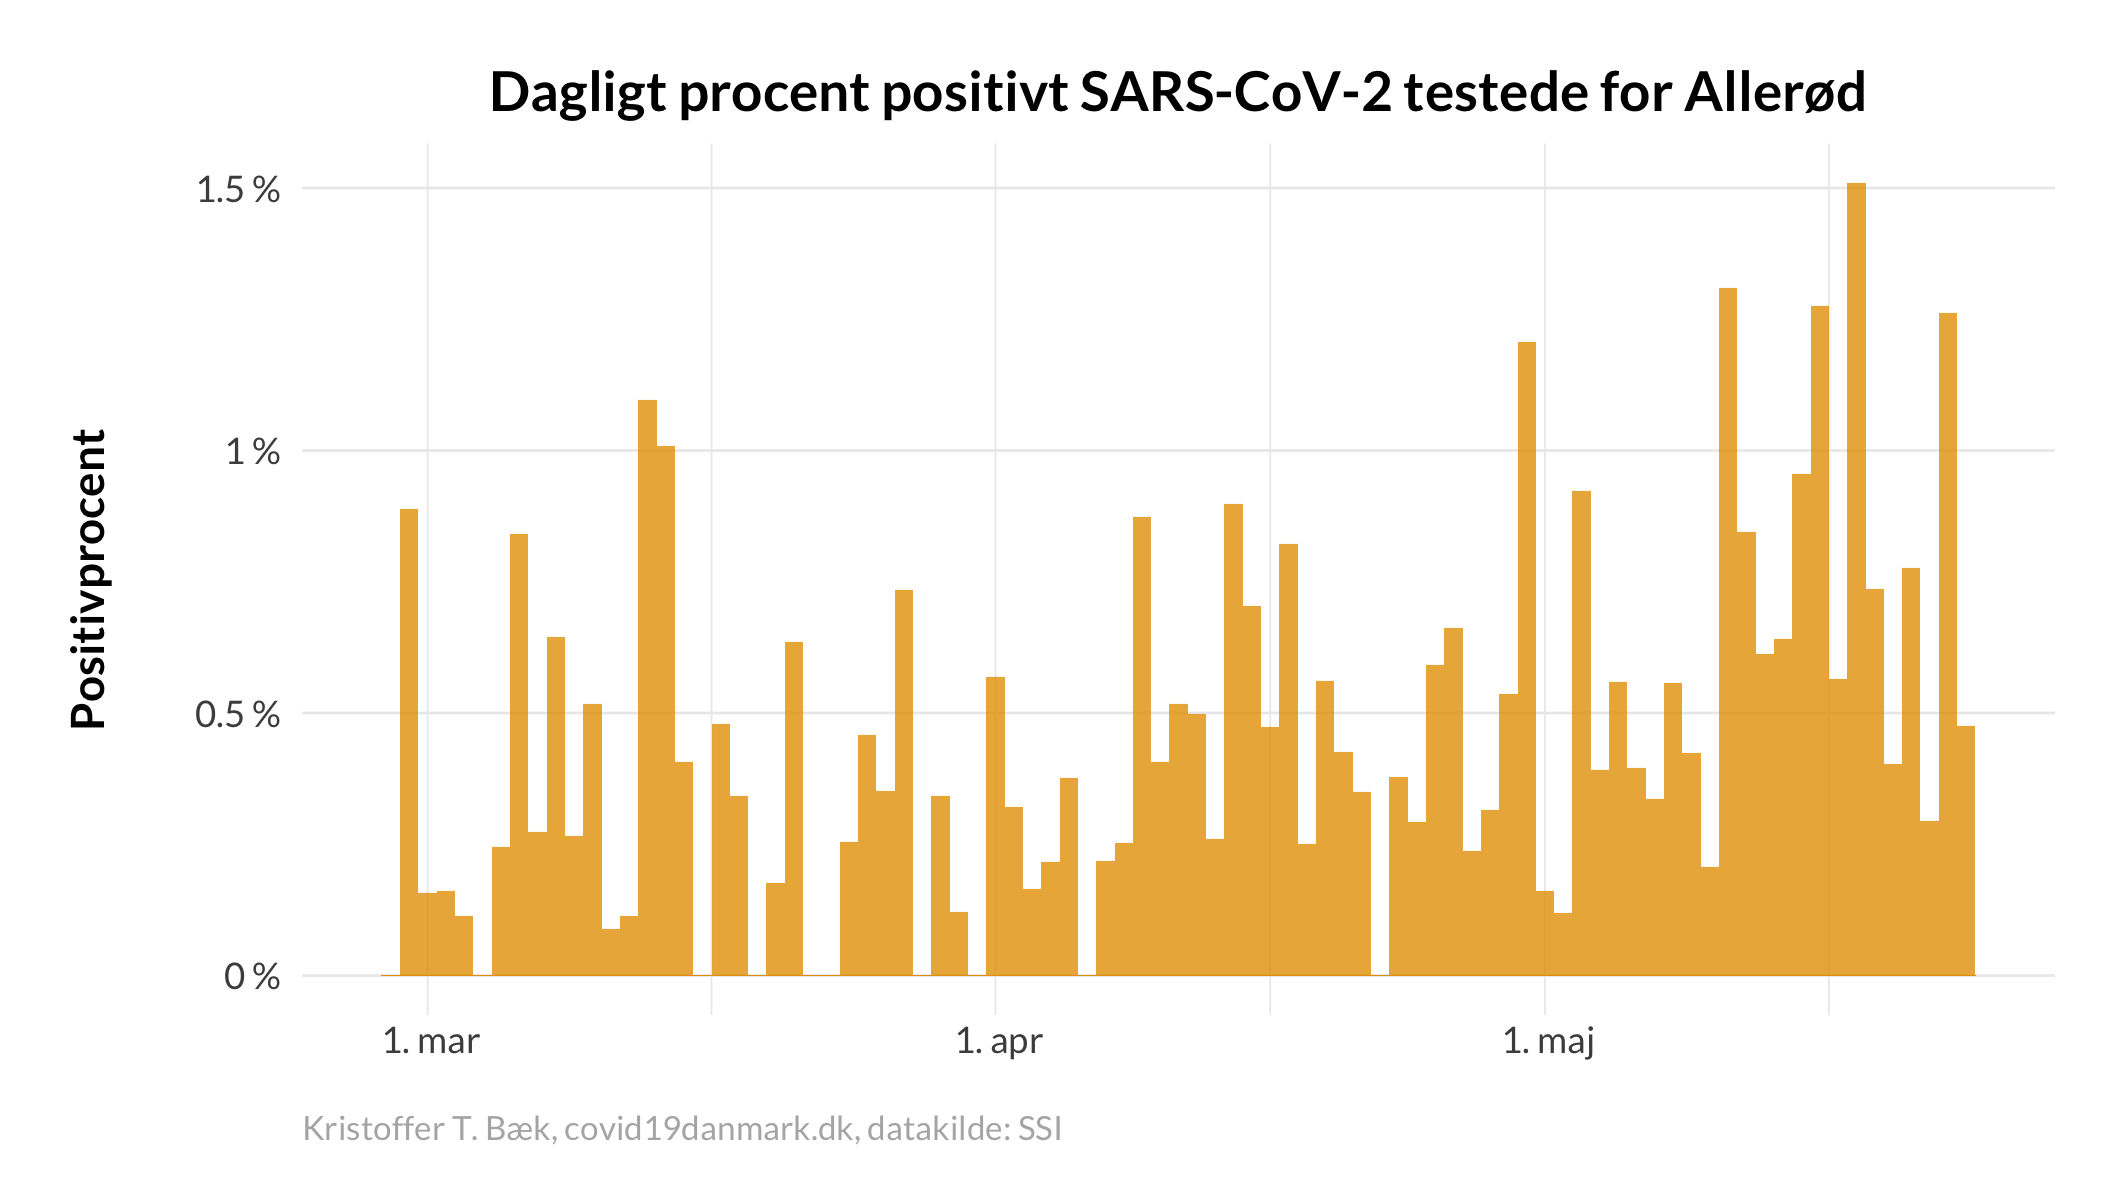 Dagligt procent positivt SARS-CoV-2 testede for Allerød
Positivprocent
1.5 %
1 %
0.5 %
0 %
1. mar
1. apr
1. maj
Kristoffer T. Bæk, covid19danmark.dk, datakilde: SSI